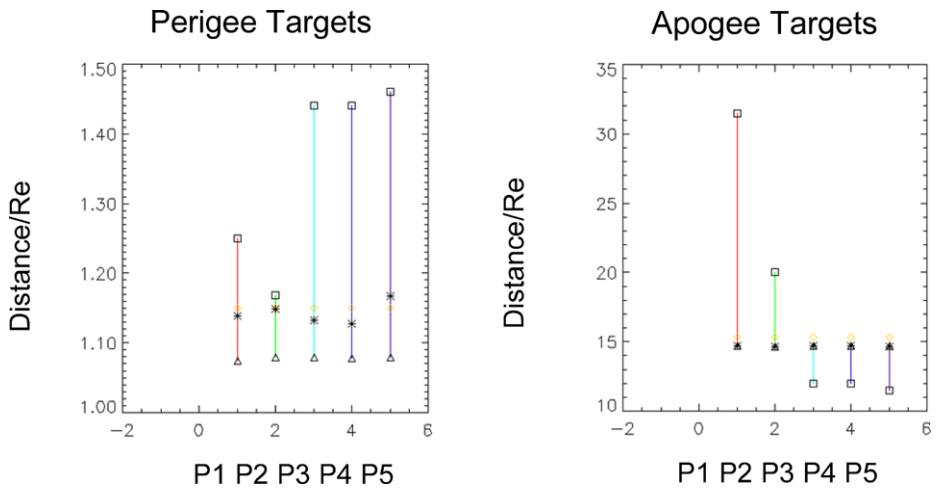 Perigee Targets
Distance/Re
1.50
1.40
1.30
1.20
1.10
1.00
−2 0 2 4 6
P1 P2 P3 P4 P5
Apogee Targets
Distance/Re
35
30
25
20
15
10
−2 0 2 4 6
P1 P2 P3 P4 P5